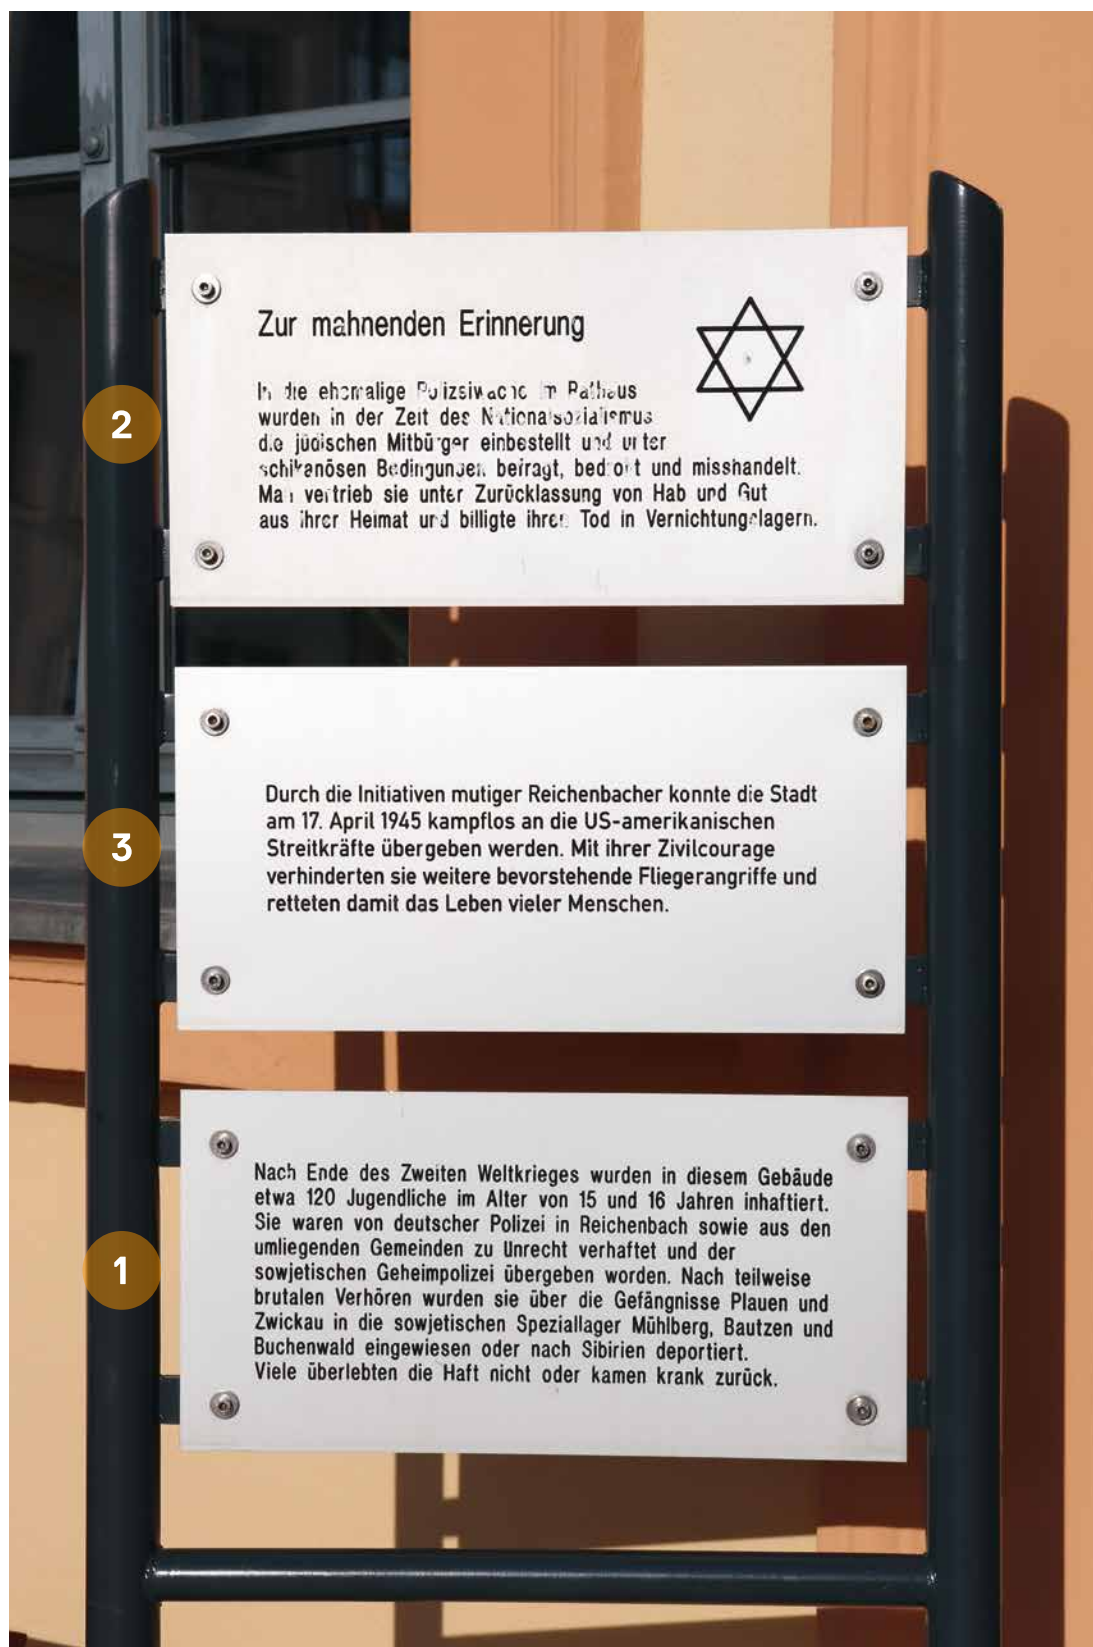 Zur mahnenden Erinnerung
In die ehemalige Polizeiwache im Rathaus
wurden in der Zeit des Nationalsozialismus
die jüdischen Mitbürger einbestellt und unter
schikanösen Bedingungen befragt, bedroht und misshandelt.
Man vertrieb sie unter Zurücklassung von Hab und Gut
aus ihrer Heimat und billigte ihren Tod in Vernichtungslagern.
2
Durch die Initiativen mutiger Reichenbacher konnte die Stadt
am 17. April 1945 kampflos an die US-amerikanischen
Streitkräfte übergeben werden. Mit ihrer Zivilcourage
verhinderten sie weitere bevorstehende Fliegerangriffe und
retteten damit das Leben vieler Menschen.
3
Nach Ende des Zweiten Weltkrieges wurden in diesem Gebäude
etwa 120 Jugendliche im Alter von 15 und 16 Jahren inhaftiert.
Sie waren von deutscher Polizei in Reichenbach sowie aus den
umliegenden Gemeinden zu Unrecht verhaftet und der
sowjetischen Geheimpolizei übergeben worden. Nach teilweise
brutalen Verhören wurden sie über die Gefängnisse Plauen und
Zwickau in die sowjetischen Speziallager Mühlberg, Bautzen und
Buchenwald eingewiesen oder nach Sibirien deportiert.
Viele überlebten die Haft nicht oder kamen krank zurück.
1